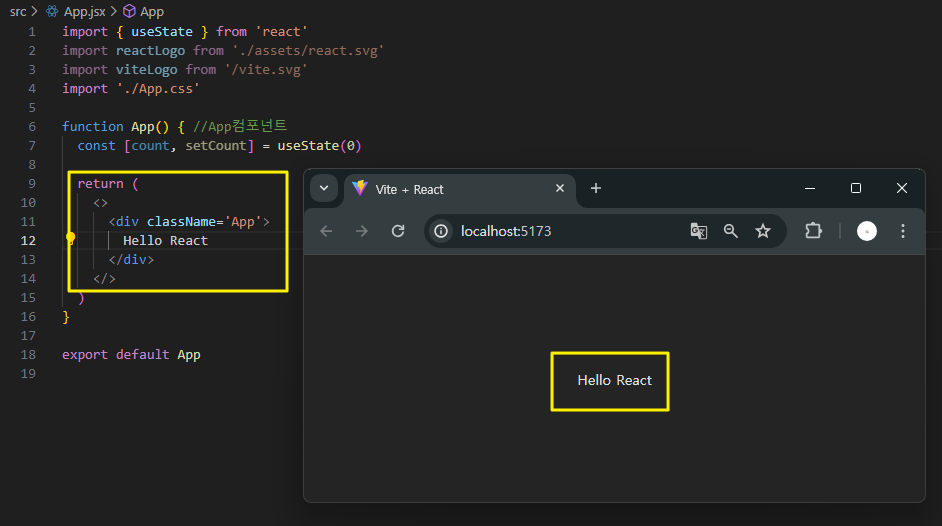 src > App.jsx > App
1 import { useState } from 'react'
2 import reactLogo from './assets/react.svg'
3 import viteLogo from '/vite.svg'
4 import './App.css'
5
6 function App() { //App컴포넌트
7 const [count, setCount] = useState(0)
8
9 return (
10 <>
11 <div className='App'>
12 Hello React
13 </div>
14 </>
15 )
16 }
17
18 export default App
19
Vite + React
localhost:5173
Hello React